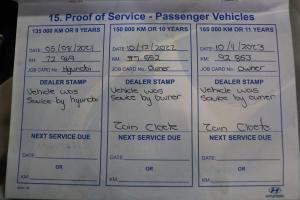 15. Proof of Service - Passenger Vehicles
135 000 KM OR 9 YEARS
DATE: 05/08/2021
KM: 72 969
JOB CARD No: Hyundai
DEALER STAMP
Vehicle was
Service by hyundai
NEXT SERVICE DUE
DATE:
OR
KM:
150 000 KM OR 10 YEARS
DATE: 10/12/2022
KM: 87 552
JOB CARD No: Owner
DEALER STAMP
Vehicle was
Service by owner
Zain Cloete
NEXT SERVICE DUE
DATE:
OR
KM:
165 000 KM OR 11 YEARS
DATE: 10/4/2023
KM: 92 853
JOB CARD No: Owner
DEALER STAMP
Vehicle was
Service by owner
Zain Cloete
NEXT SERVICE DUE
DATE:
OR
KM:
HYUNDAI